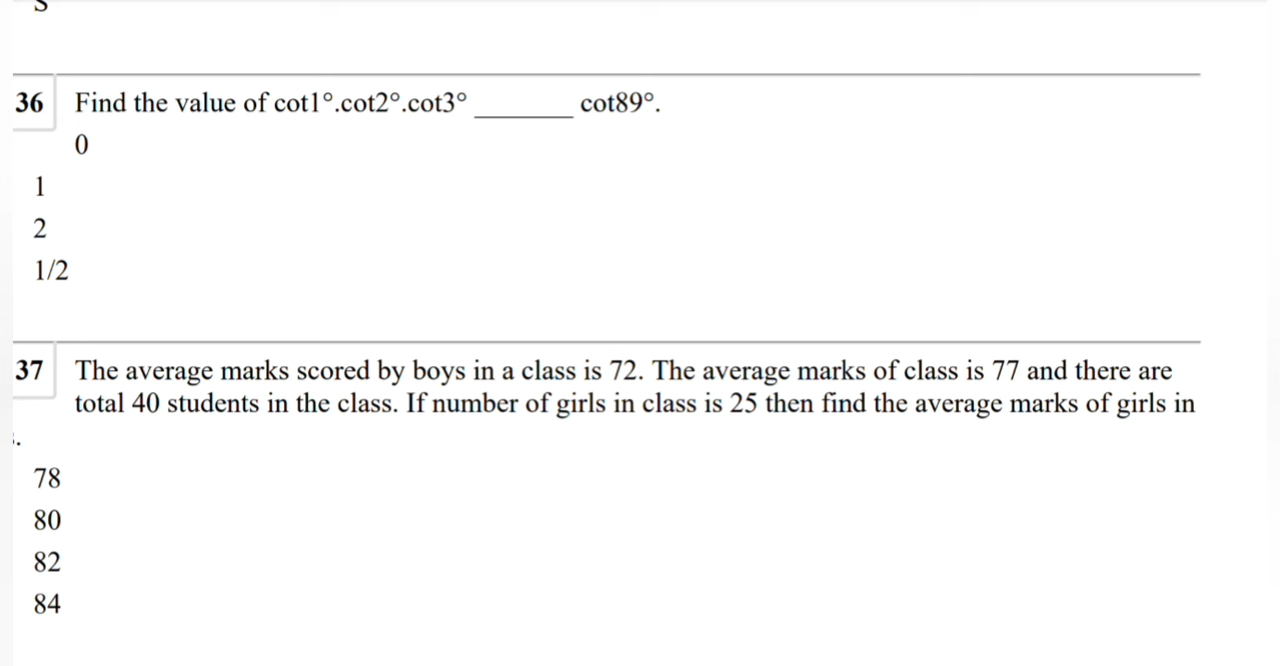 36 Find the value of cot1°.cot2°.cot3° ________ cot89°.
0
1
2
1/2
37 The average marks scored by boys in a class is 72. The average marks of class is 77 and there are
total 40 students in the class. If number of girls in class is 25 then find the average marks of girls in
78
80
82
84